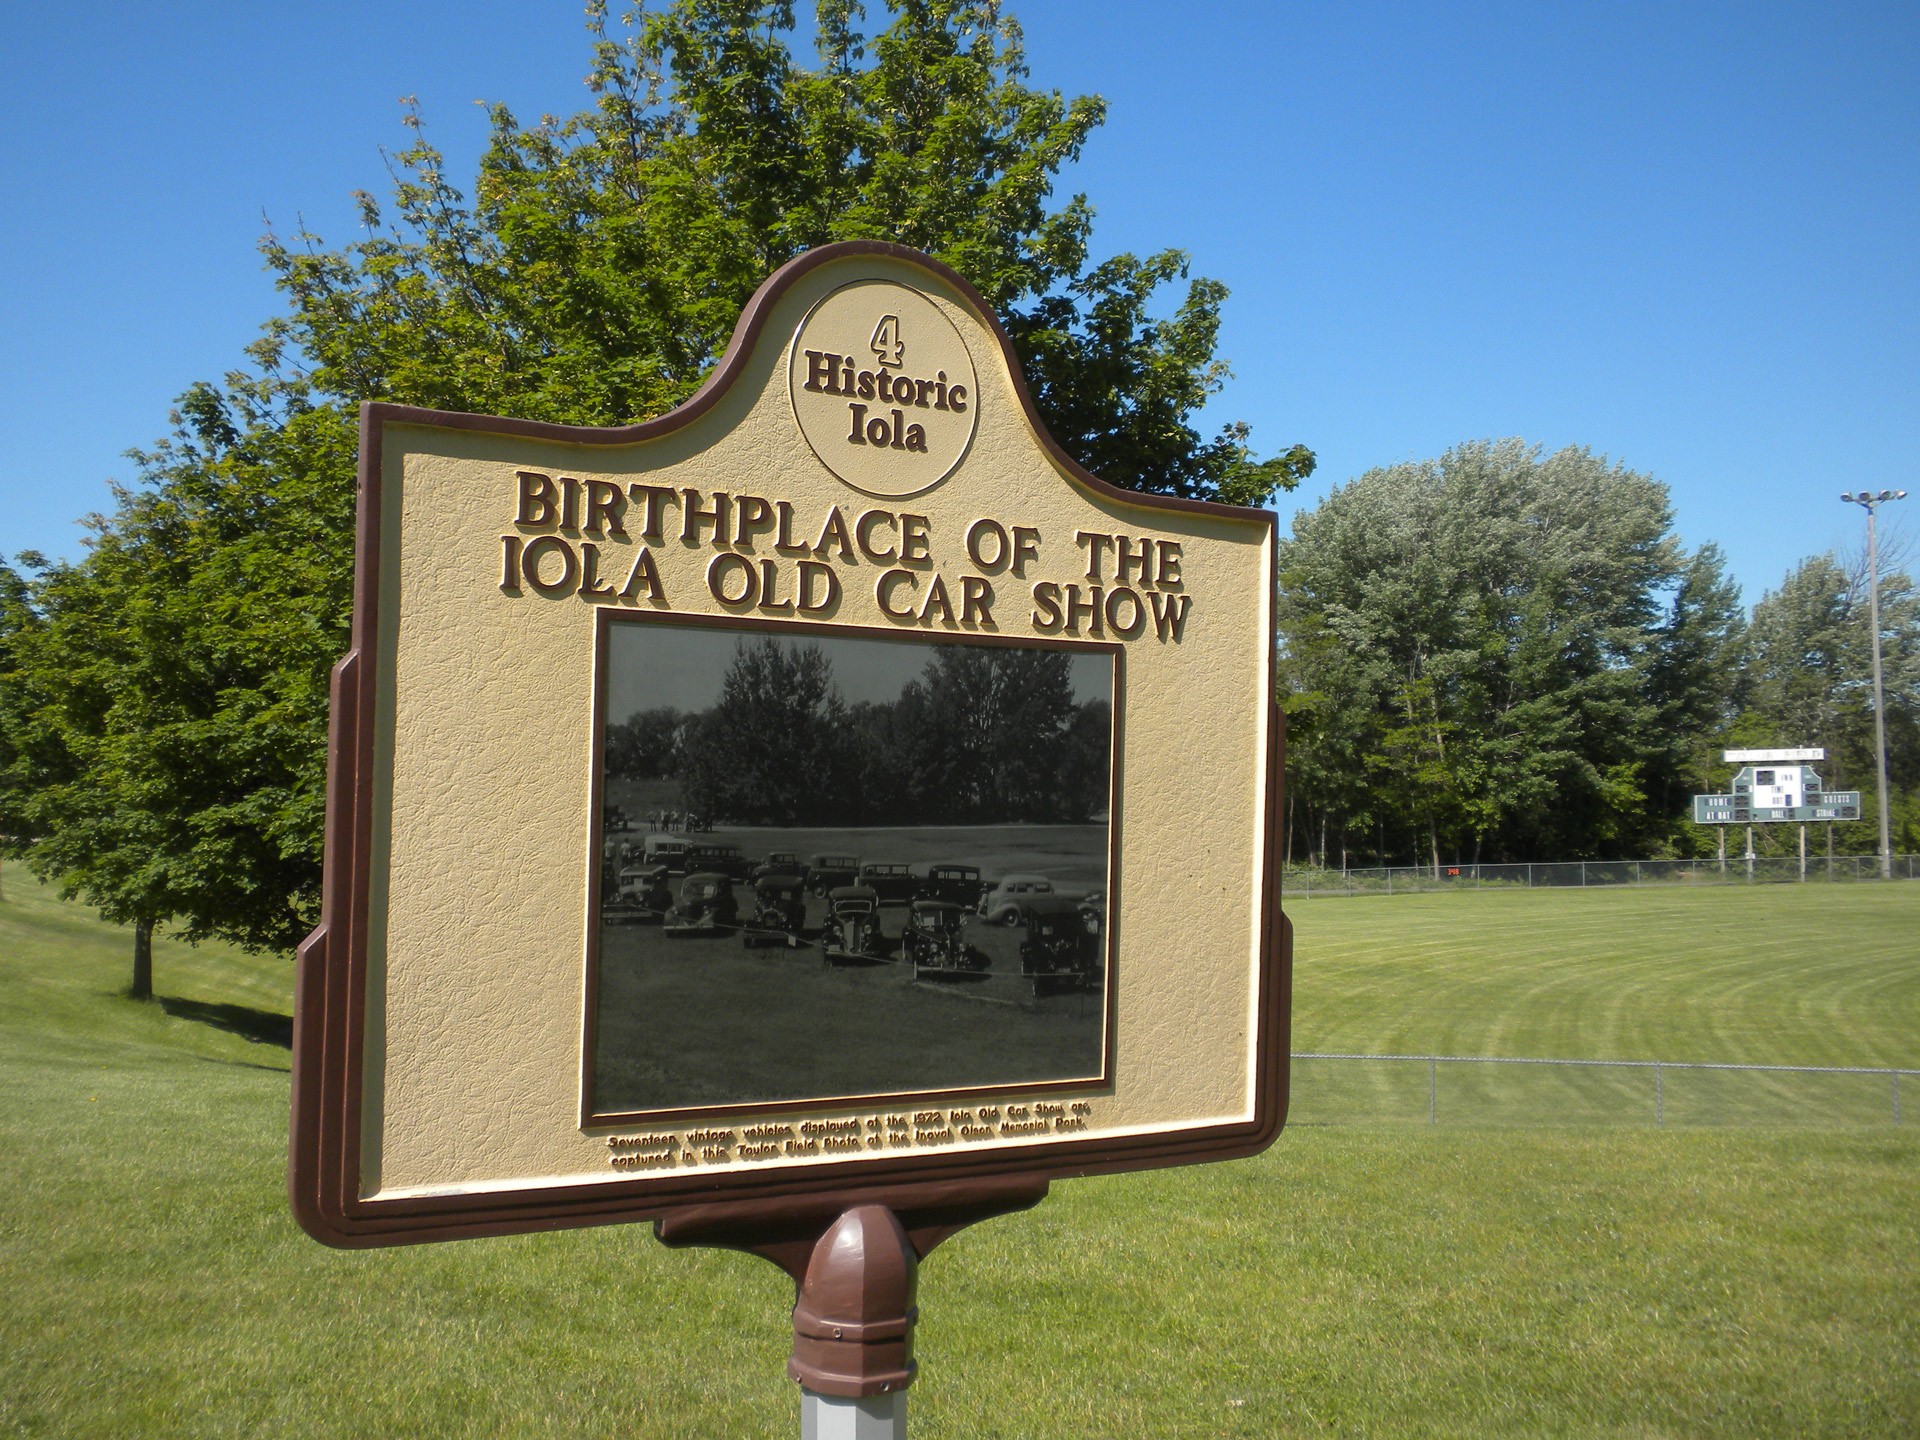 4
Historic
Iola
BIRTHPLACE OF THE
IOLA OLD CAR SHOW
Seventeen vintage vehicles displayed at the 1972 Iola Old Car Show are
captured in this Taylor Field Photo at the Ingval Olson Memorial Park.
HOME
GUESTS
AT BAT
BALL
STRIKE
348